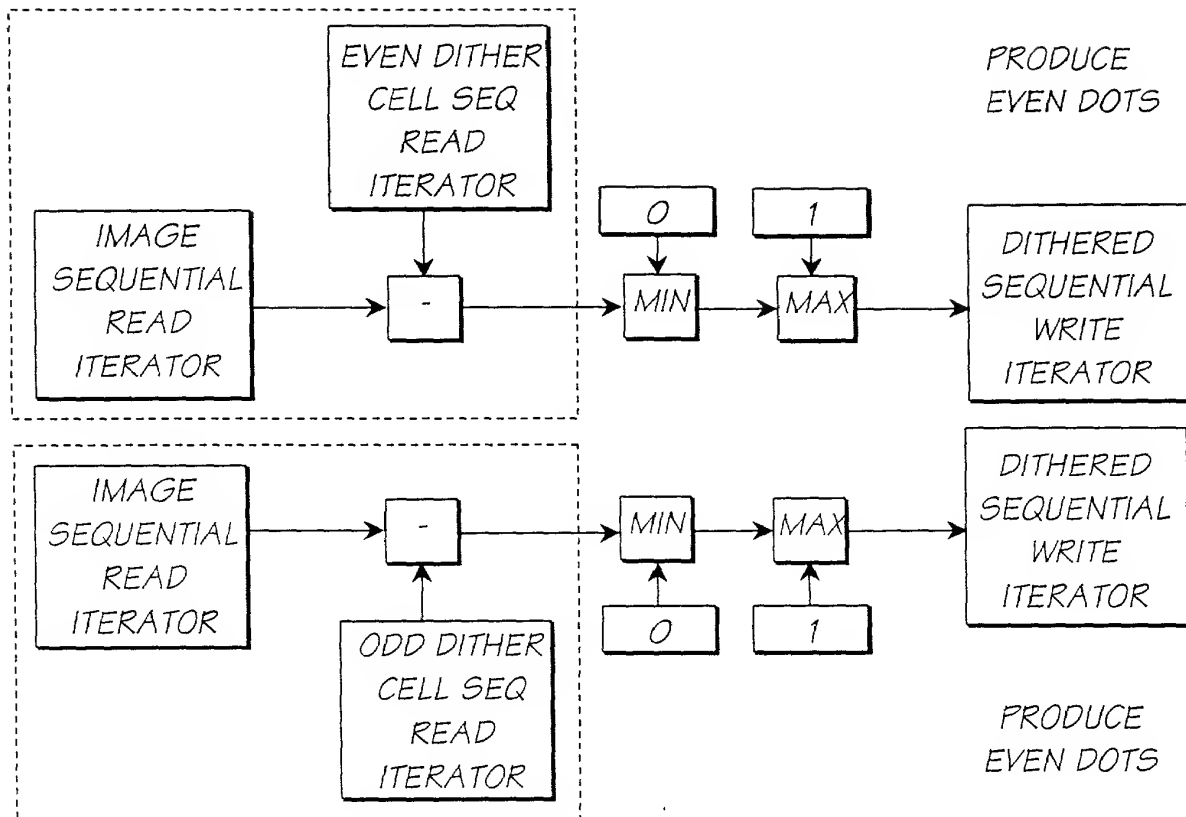 EVEN DITHER
CELL SEQ
READ
ITERATOR
PRODUCE
EVEN DOTS
IMAGE
SEQUENTIAL
READ
ITERATOR
-
0
MIN
1
MAX
DITHERED
SEQUENTIAL
WRITE
ITERATOR
IMAGE
SEQUENTIAL
READ
ITERATOR
-
MIN
0
MAX
1
DITHERED
SEQUENTIAL
WRITE
ITERATOR
ODD DITHER
CELL SEQ
READ
ITERATOR
PRODUCE
EVEN DOTS